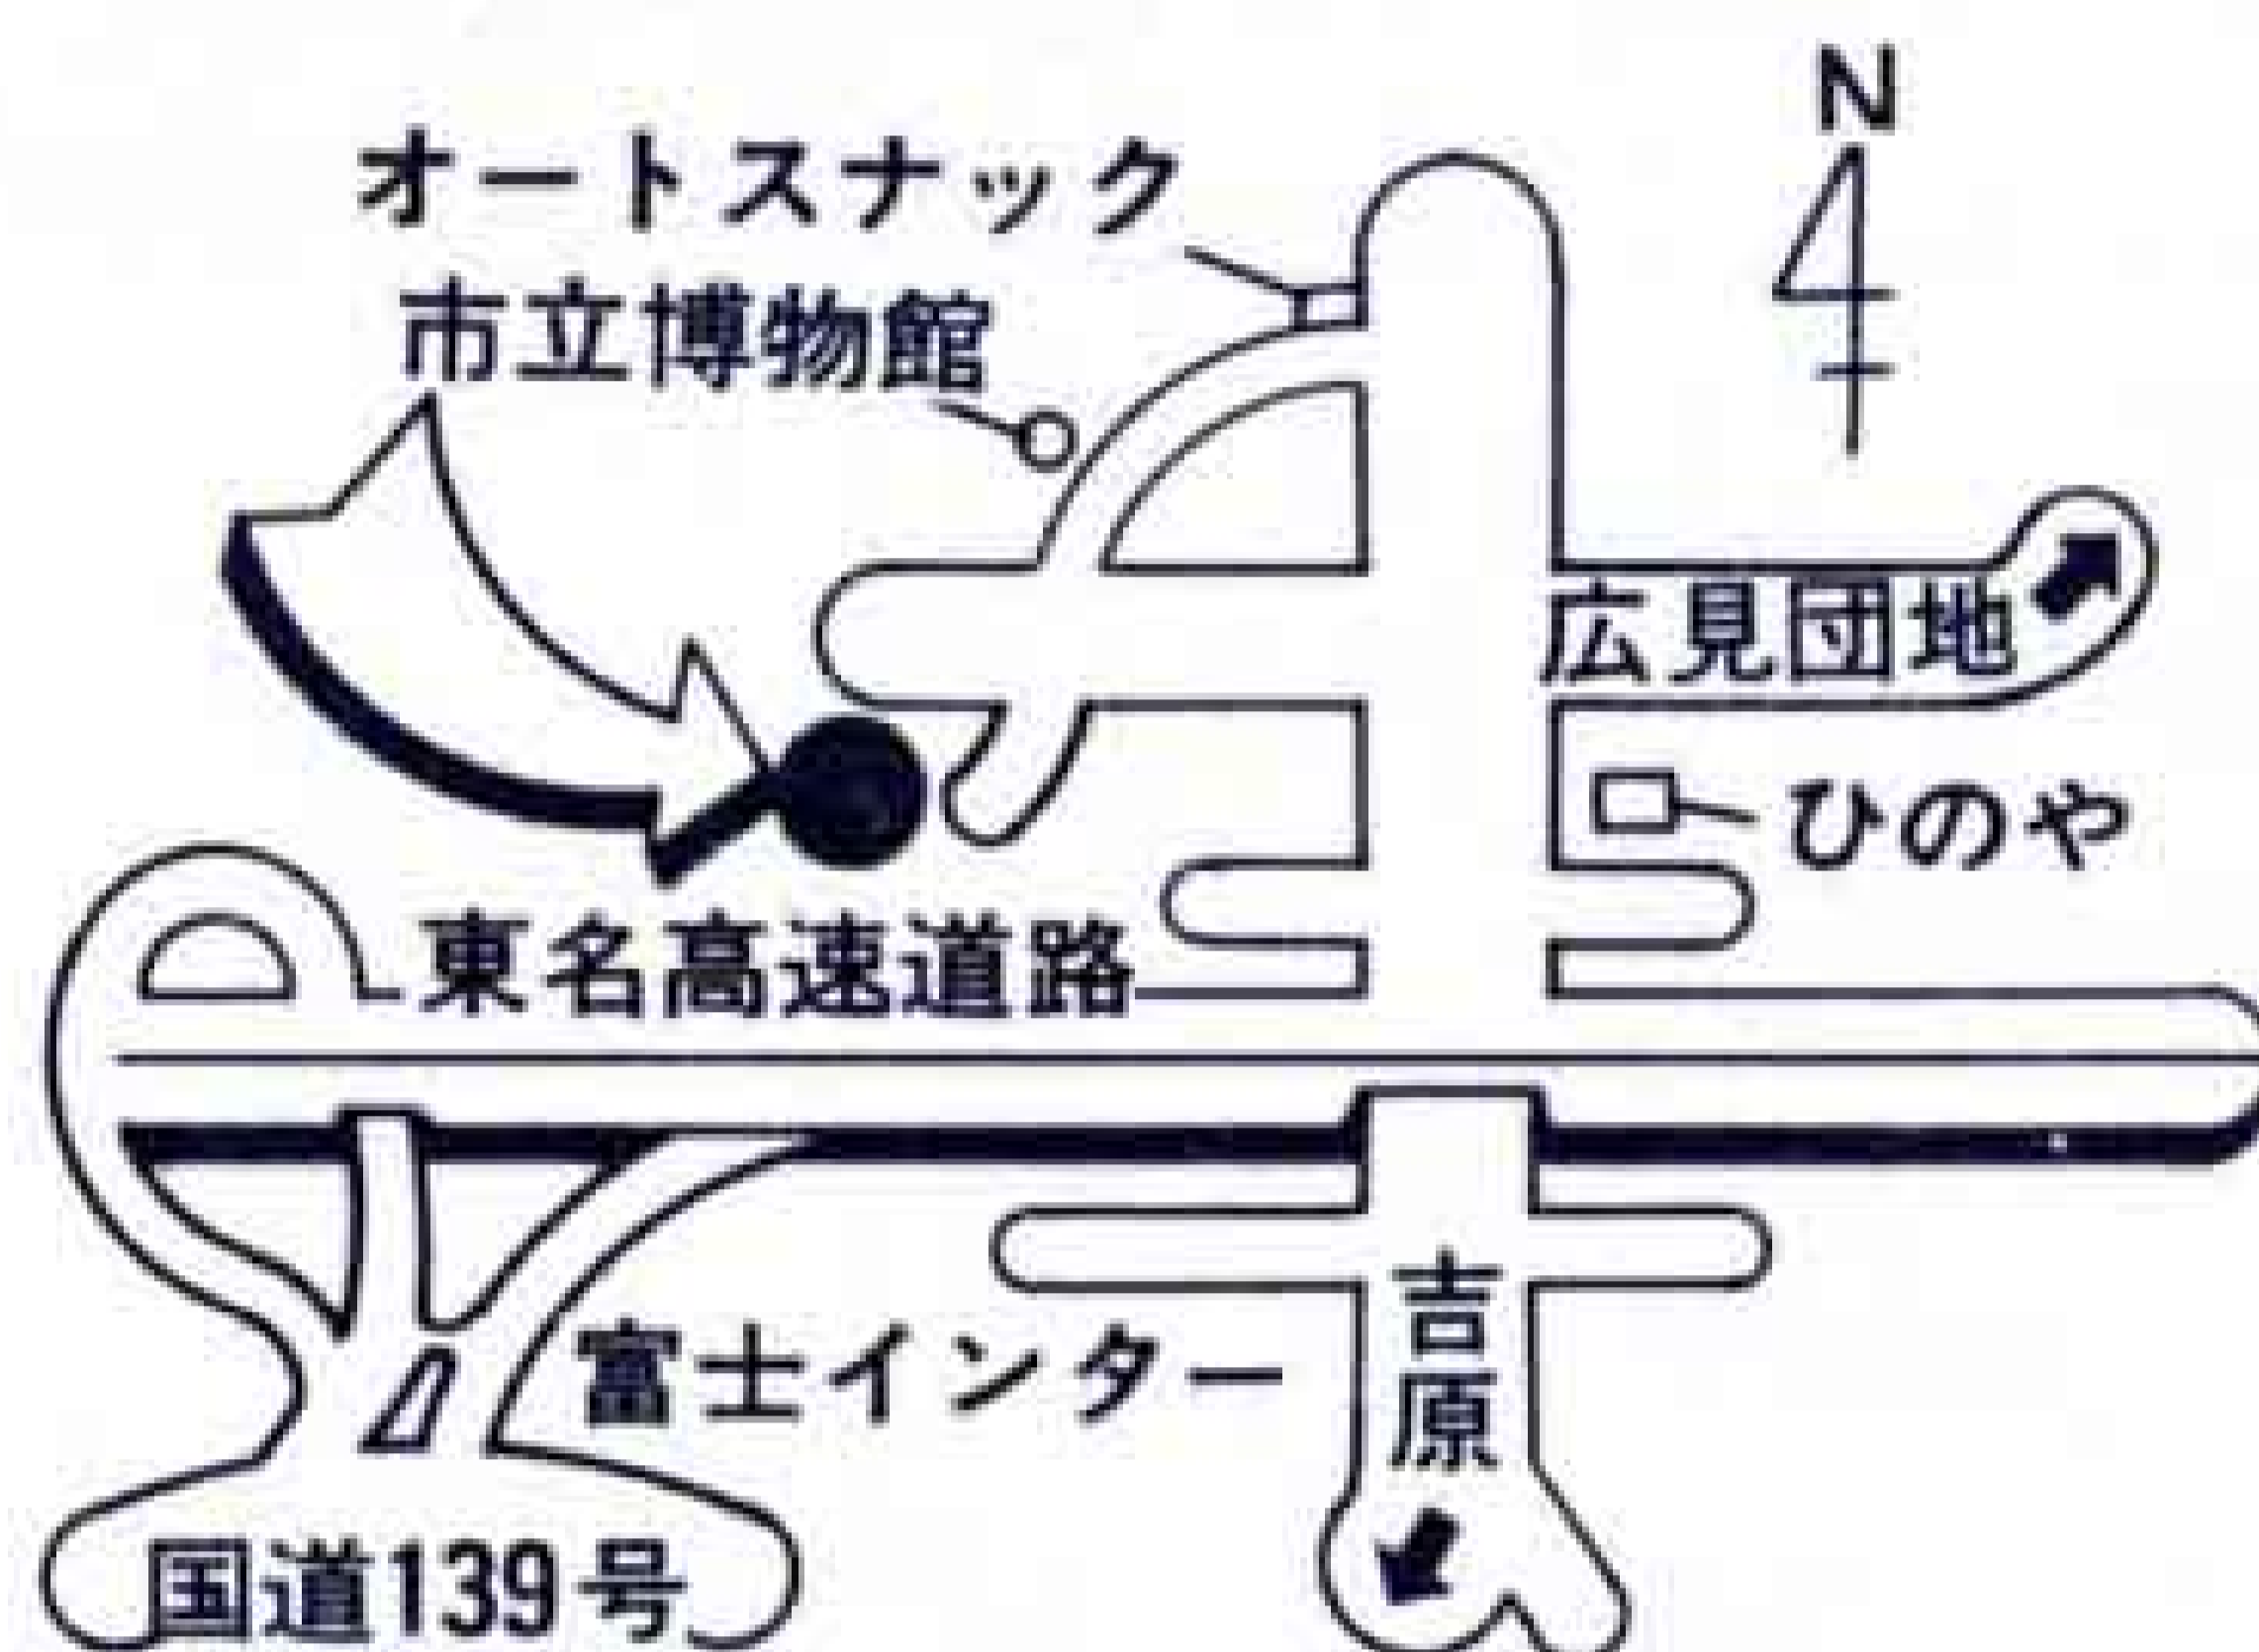 N
オートスナック
市立博物館
広見団地
ひのや
東名高速道路
富士インター
吉原
国道139号